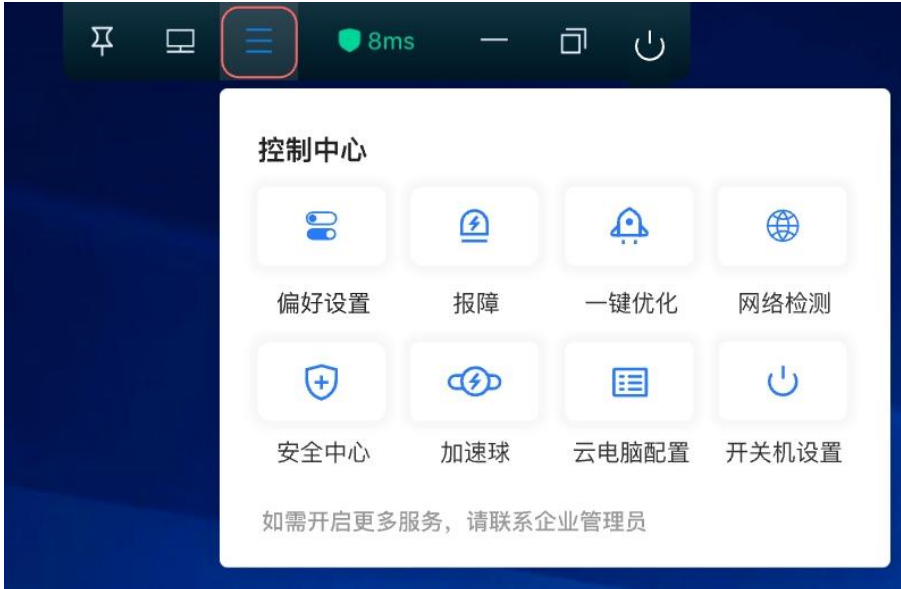 8ms
控制中心
偏好设置 报障 一键优化 网络检测
安全中心 加速球 云电脑配置 开关机设置
如需开启更多服务，请联系企业管理员